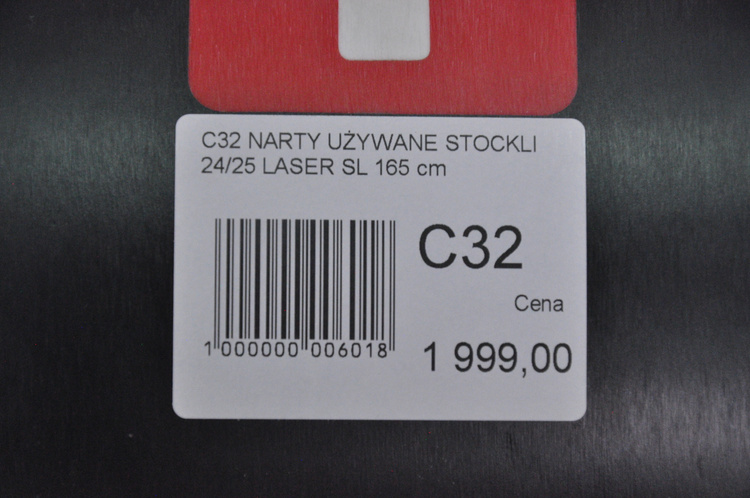 C32 NARTY UŻYWANE STOCKLI
24/25 LASER SL 165 cm
C32
Cena
1 999,00
1 000000 006018